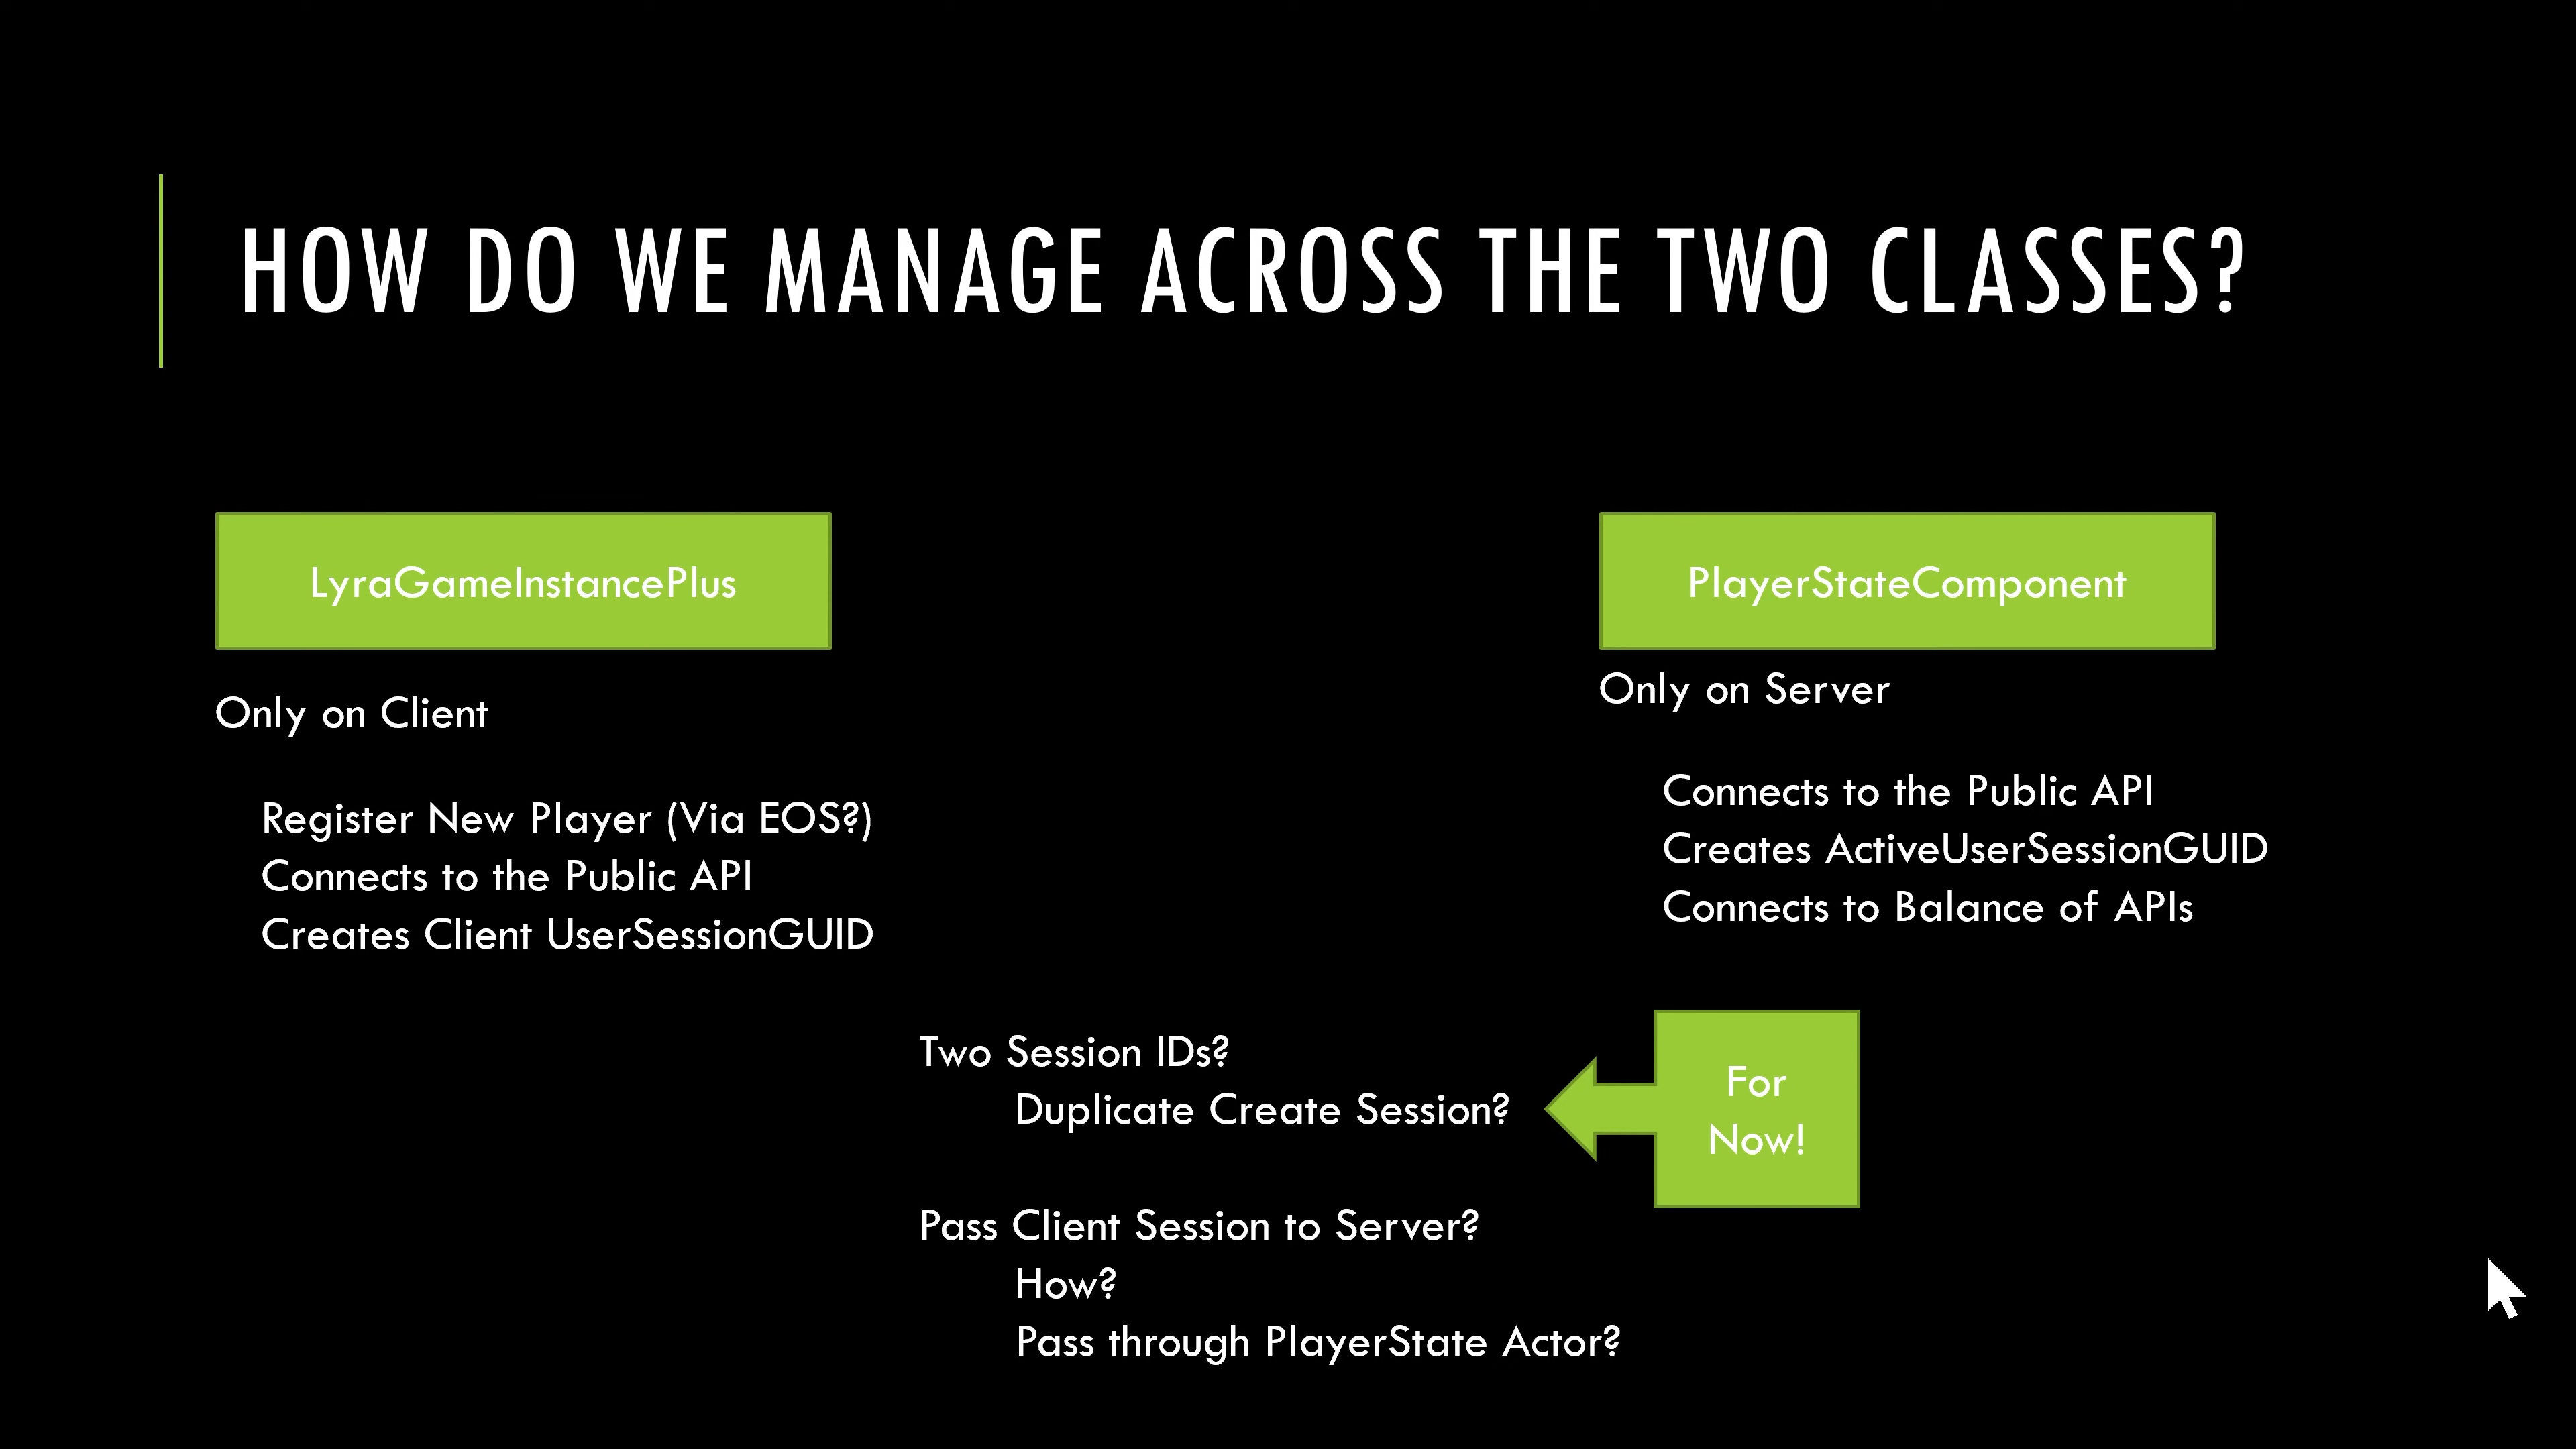 HOW DO WE MANAGE ACROSS THE TWO CLASSES?
LyraGameInstancePlus
Only on Client
Register New Player (Via EOS?)
Connects to the Public API
Creates Client UserSessionGUID
PlayerStateComponent
Only on Server
Connects to the Public API
Creates ActiveUserSessionGUID
Connects to Balance of APIs
Two Session IDs?
Duplicate Create Session?
For
Now!
Pass Client Session to Server?
How?
Pass through PlayerState Actor?